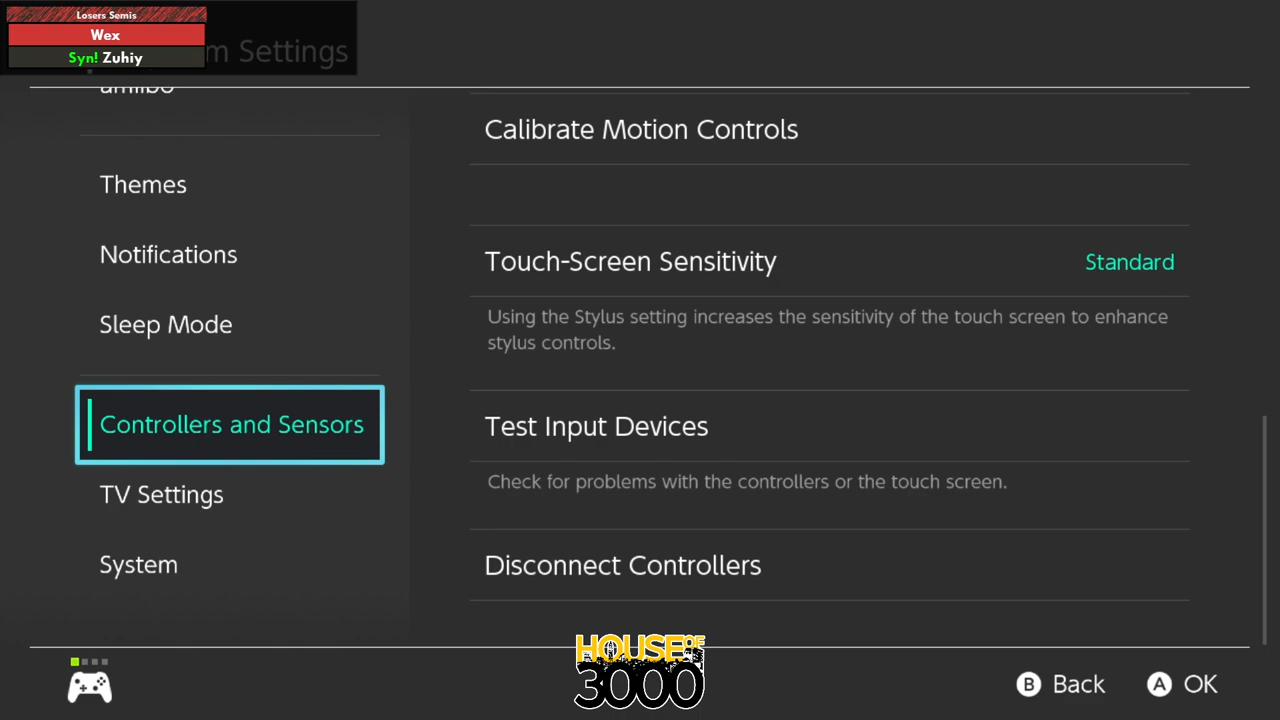 Losers Semis
Wex
Syn! Zuhiy
m Settings
amiibo
Themes
Notifications
Sleep Mode
Controllers and Sensors
TV Settings
System
Calibrate Motion Controls
Touch-Screen Sensitivity Standard
Using the Stylus setting increases the sensitivity of the touch screen to enhance
stylus controls.
Test Input Devices
Check for problems with the controllers or the touch screen.
Disconnect Controllers
HOUSE OF
3000
B Back A OK